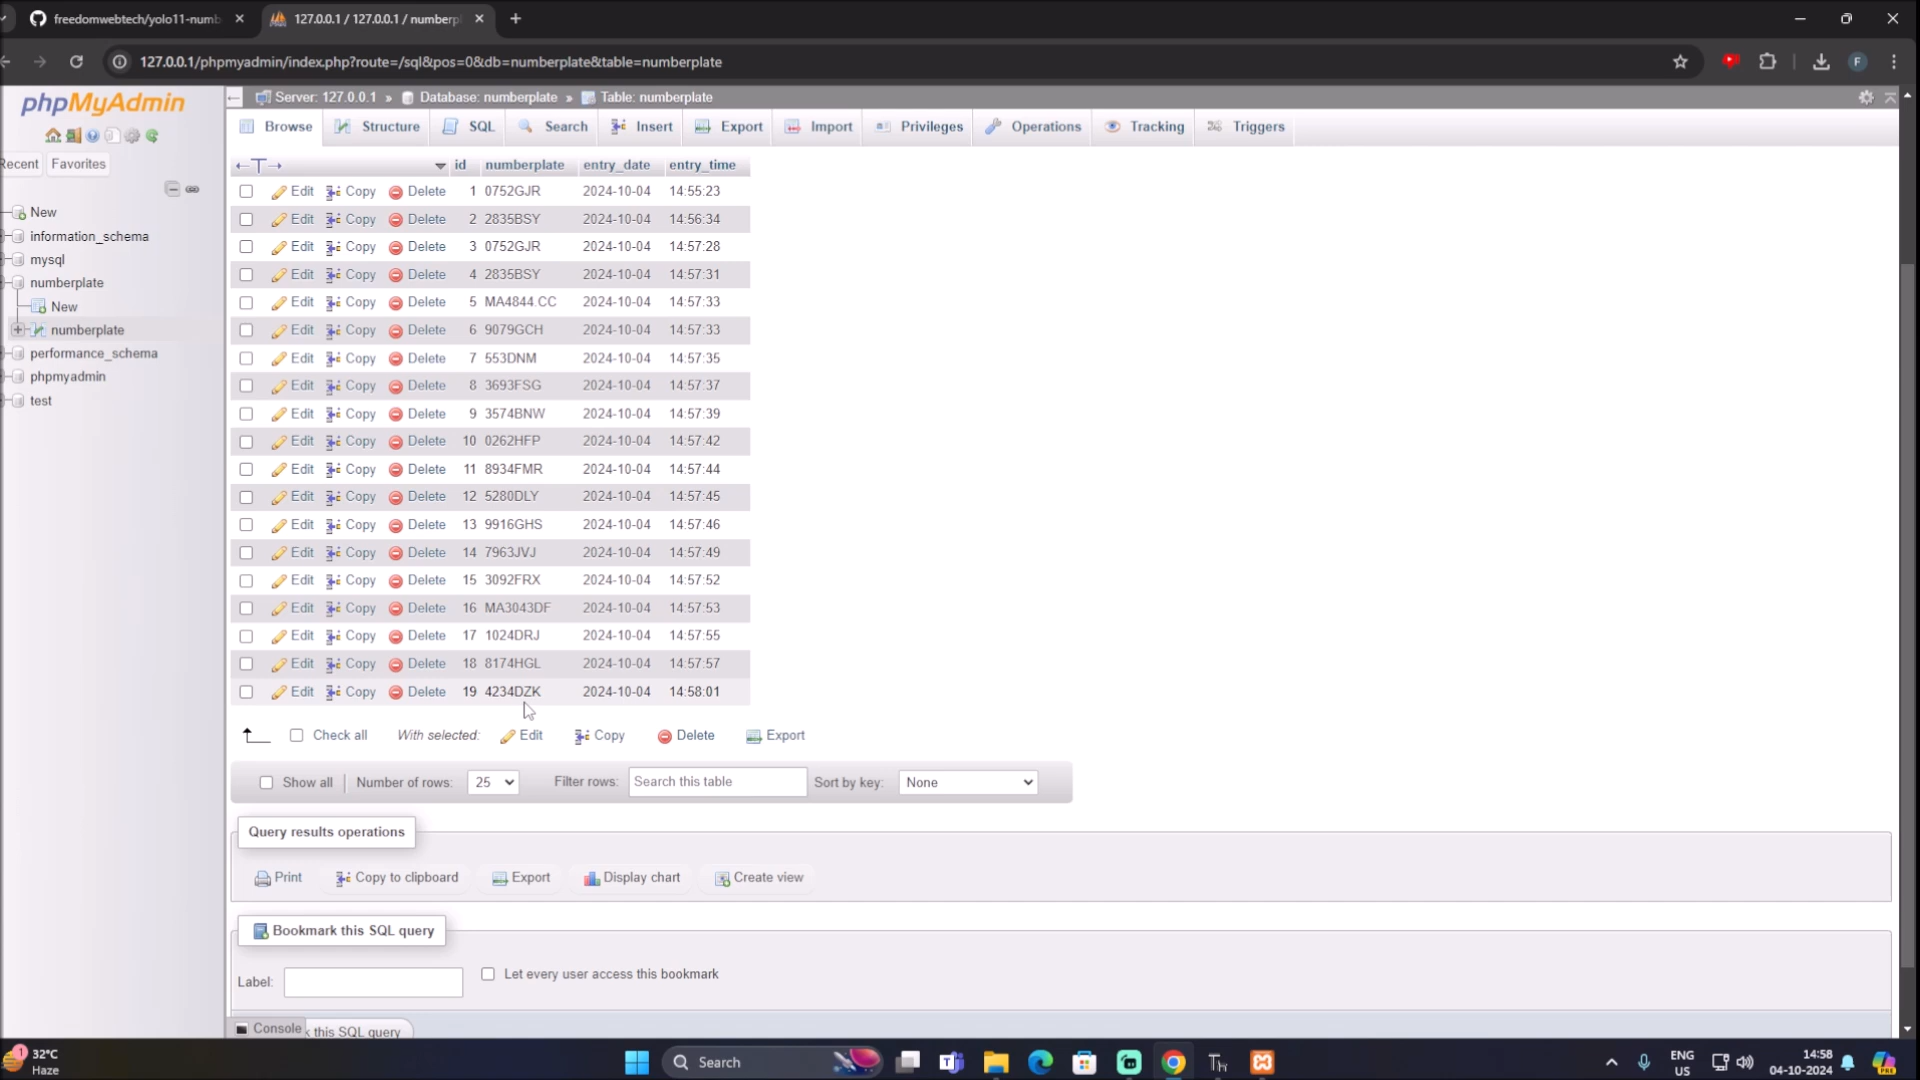 freedomwebtech/yolo11-numb
127.0.0.1 / 127.0.0.1 / numberpl
127.0.0.1/phpmyadmin/index.php?route=/sql&pos=0&db=numberplate&table=numberplate
F
phpMyAdmin
Server: 127.0.0.1 » Database: numberplate » Table: numberplate
Browse Structure SQL Search Insert Export Import Privileges Operations Tracking Triggers
Recent Favorites
New
information_schema
mysql
numberplate
New
numberplate
performance_schema
phpmyadmin
test
←T→ id numberplate entry_date entry_time
Edit Copy Delete 1 0752GJR 2024-10-04 14:55:23
Edit Copy Delete 2 2835BSY 2024-10-04 14:56:34
Edit Copy Delete 3 0752GJR 2024-10-04 14:57:28
Edit Copy Delete 4 2835BSY 2024-10-04 14:57:31
Edit Copy Delete 5 MA4844.CC 2024-10-04 14:57:33
Edit Copy Delete 6 9079GCH 2024-10-04 14:57:33
Edit Copy Delete 7 553DNM 2024-10-04 14:57:35
Edit Copy Delete 8 3693FSG 2024-10-04 14:57:37
Edit Copy Delete 9 3574BNW 2024-10-04 14:57:39
Edit Copy Delete 10 0262HFP 2024-10-04 14:57:42
Edit Copy Delete 11 8934FMR 2024-10-04 14:57:44
Edit Copy Delete 12 5280DLY 2024-10-04 14:57:45
Edit Copy Delete 13 9916GHS 2024-10-04 14:57:46
Edit Copy Delete 14 7963JVJ 2024-10-04 14:57:49
Edit Copy Delete 15 3092FRX 2024-10-04 14:57:52
Edit Copy Delete 16 MA3043DF 2024-10-04 14:57:53
Edit Copy Delete 17 1024DRJ 2024-10-04 14:57:55
Edit Copy Delete 18 8174HGL 2024-10-04 14:57:57
Edit Copy Delete 19 4234DZK 2024-10-04 14:58:01
Check all With selected: Edit Copy Delete Export
Show all Number of rows: 25 Filter rows: Search this table Sort by key: None
Query results operations
Print Copy to clipboard Export Display chart Create view
Bookmark this SQL query
Label: Let every user access this bookmark
Console k this SQL query
1 32°C
Haze
Search
ENG
US
14:58
04-10-2024
PRE